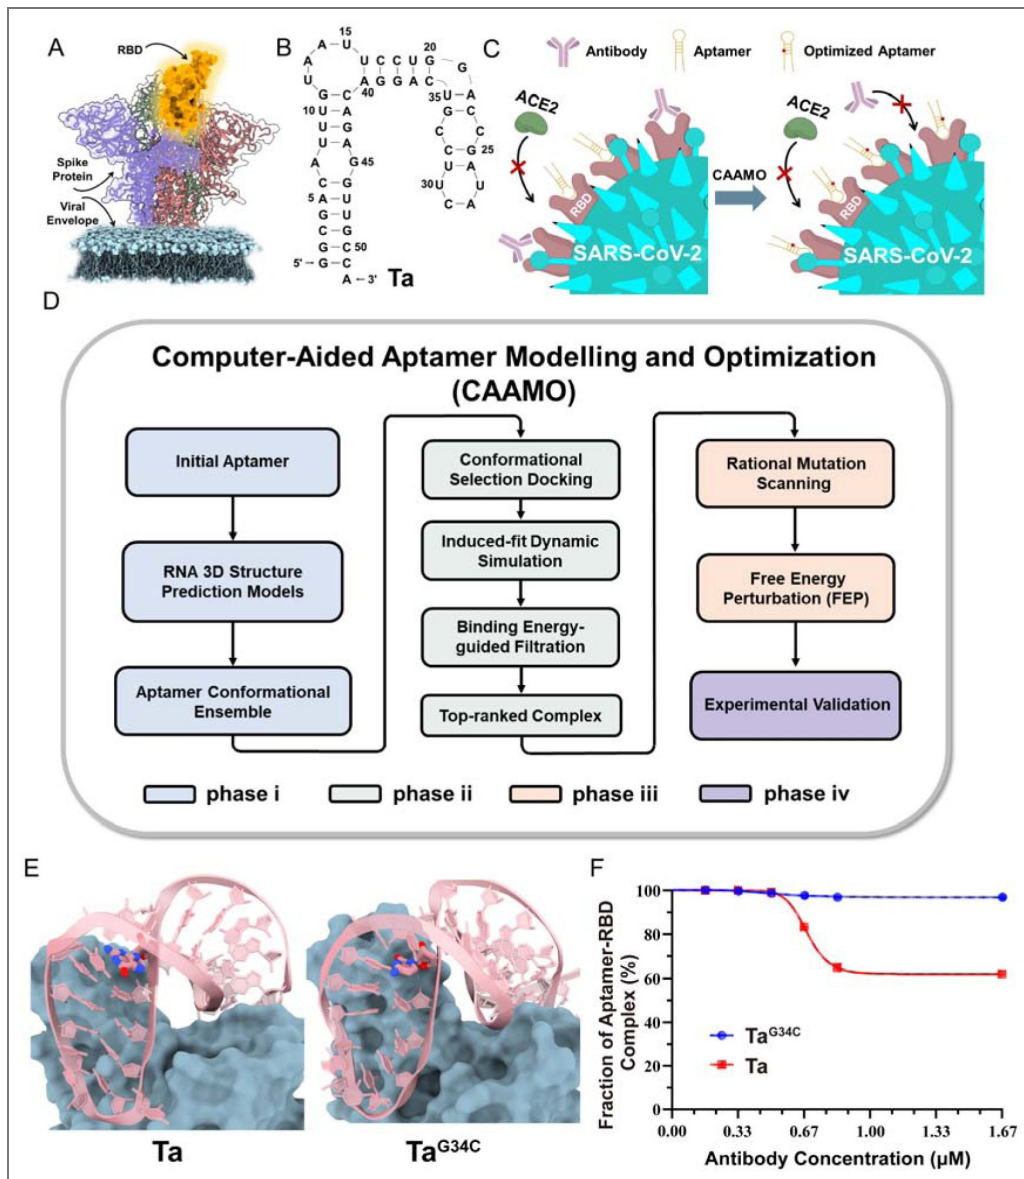 A
RBD
Spike
Protein
Viral
Envelope
B
15
A U
A C C U G 20
U A G G A C G
U 40 35 U A
G C G C
10 U A C C
U G C G 25
U A U A
A G 45 U U
C G 30 U C
5 A U
G U
C G
G C 50
5' → G C
A ← 3'
Ta
C
Antibody
Aptamer
Optimized Aptamer
ACE2
RBD
SARS-CoV-2
CAAMO
ACE2
RBD
SARS-CoV-2
D
Computer-Aided Aptamer Modelling and Optimization
(CAAMO)
Initial Aptamer
RNA 3D Structure
Prediction Models
Aptamer Conformational
Ensemble
Conformational
Selection Docking
Induced-fit Dynamic
Simulation
Binding Energy-
guided Filtration
Top-ranked Complex
Rational Mutation
Scanning
Free Energy
Perturbation (FEP)
Experimental Validation
phase i
phase ii
phase iii
phase iv
E
Ta
Ta^G34C
F
Fraction of Aptamer-RBD
Complex (%)
100
80
60
40
20
0
Ta^G34C
Ta
0.00 0.33 0.67 1.00 1.33 1.67
Antibody Concentration (μM)